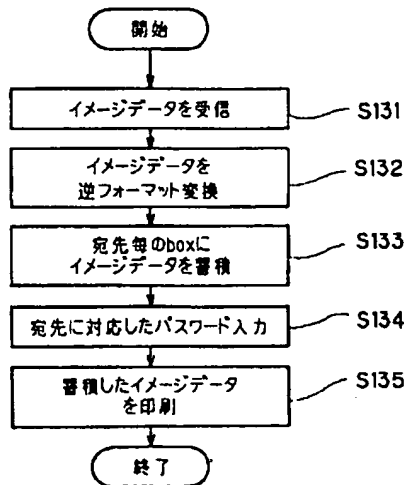 開始
イメージデータを受信
S131
イメージデータを
逆フォーマット変換
S132
宛先毎のboxに
イメージデータを蓄積
S133
宛先に対応したパスワード入力
S134
蓄積したイメージデータ
を印刷
S135
終了